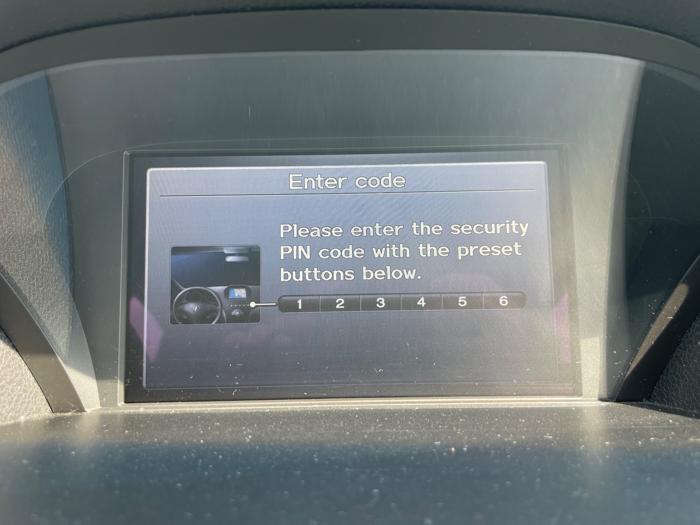 Enter code
Please enter the security
PIN code with the preset
buttons below.
1 2 3 4 5 6